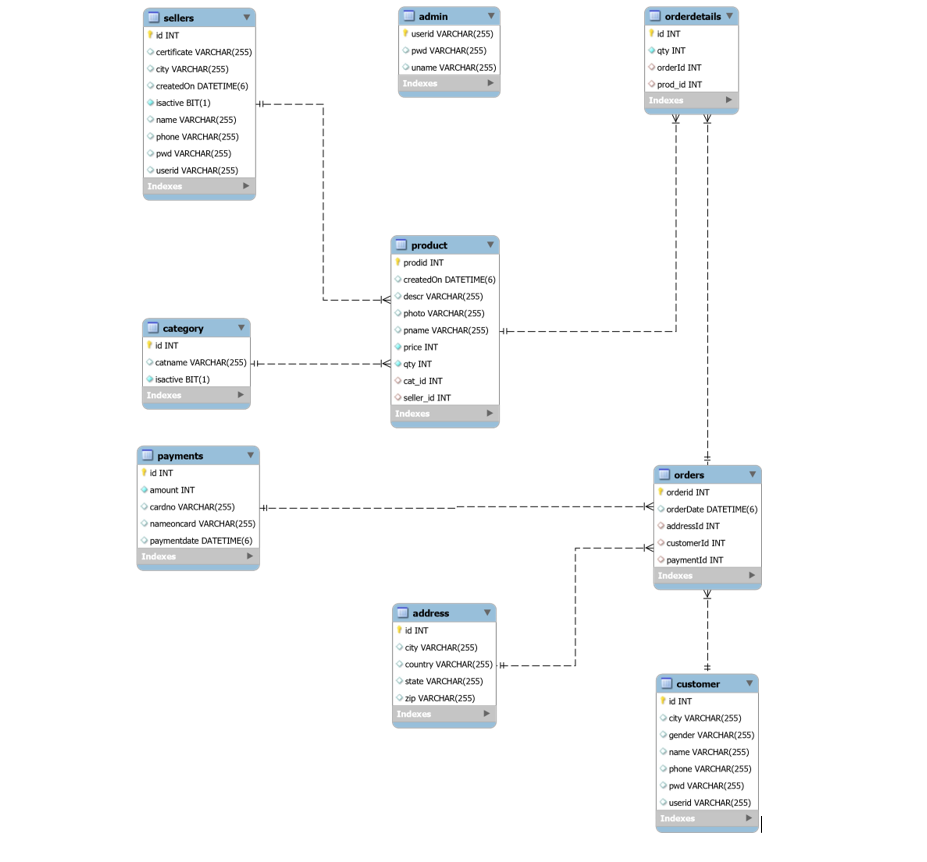 sellers
id INT
certificate VARCHAR(255)
city VARCHAR(255)
createdOn DATETIME(6)
isactive BIT(1)
name VARCHAR(255)
phone VARCHAR(255)
pwd VARCHAR(255)
userid VARCHAR(255)
Indexes
admin
userid VARCHAR(255)
pwd VARCHAR(255)
uname VARCHAR(255)
Indexes
orderdetails
id INT
qty INT
orderId INT
prod_id INT
Indexes
product
prodid INT
createdOn DATETIME(6)
descr VARCHAR(255)
photo VARCHAR(255)
pname VARCHAR(255)
price INT
qty INT
cat_id INT
seller_id INT
Indexes
category
id INT
catname VARCHAR(255)
isactive BIT(1)
Indexes
payments
id INT
amount INT
cardno VARCHAR(255)
nameoncard VARCHAR(255)
paymentdate DATETIME(6)
Indexes
orders
orderid INT
orderDate DATETIME(6)
addressId INT
customerId INT
paymentId INT
Indexes
address
id INT
city VARCHAR(255)
country VARCHAR(255)
state VARCHAR(255)
zip VARCHAR(255)
Indexes
customer
id INT
city VARCHAR(255)
gender VARCHAR(255)
name VARCHAR(255)
phone VARCHAR(255)
pwd VARCHAR(255)
userid VARCHAR(255)
Indexes